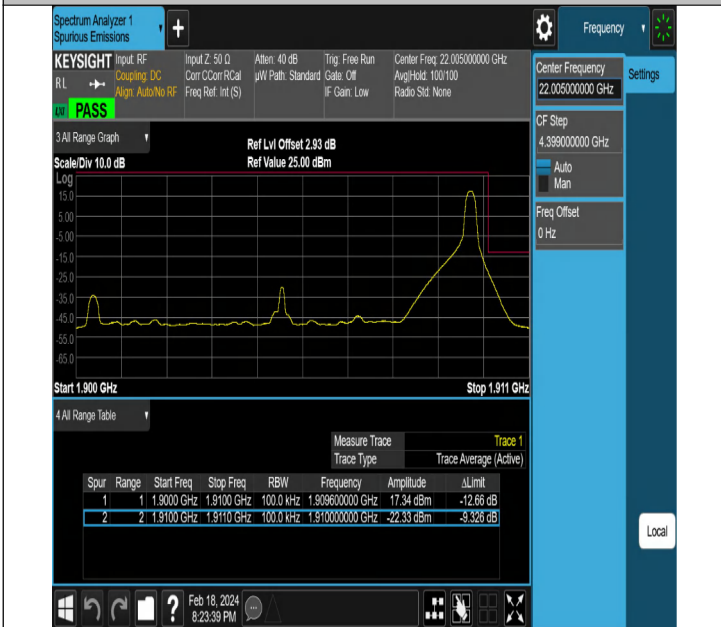 Spectrum Analyzer 1
Spurious Emissions
+
Frequency
KEYSIGHT
RL
LXI
PASS
Input: RF
Coupling: DC
Align: Auto/No RF
Input Z: 50 Ω
Corr CCorr RCal
Freq Ref: Int (S)
Atten: 40 dB
µW Path: Standard
Trig: Free Run
Gate: Off
IF Gain: Low
Center Freq: 22.005000000 GHz
Avg|Hold: 100/100
Radio Std: None
Center Frequency
22.005000000 GHz
Settings
CF Step
4.399000000 GHz
Auto
Man
Freq Offset
0 Hz
3 All Range Graph
Ref Lvl Offset 2.93 dB
Scale/Div 10.0 dB
Ref Value 25.00 dBm
Log
15.0
5.00
-5.00
-15.0
-25.0
-35.0
-45.0
-55.0
-65.0
Start 1.900 GHz
Stop 1.911 GHz
4 All Range Table
Measure Trace Trace 1
Trace Type Trace Average (Active)
Spur Range Start Freq Stop Freq RBW Frequency Amplitude ΔLimit
1 1 1.9000 GHz 1.9100 GHz 100.0 kHz 1.909600000 GHz 17.34 dBm -12.66 dB
2 2 1.9100 GHz 1.9110 GHz 100.0 kHz 1.910000000 GHz -22.33 dBm -9.326 dB
Local
?
Feb 18, 2024
8:23:39 PM